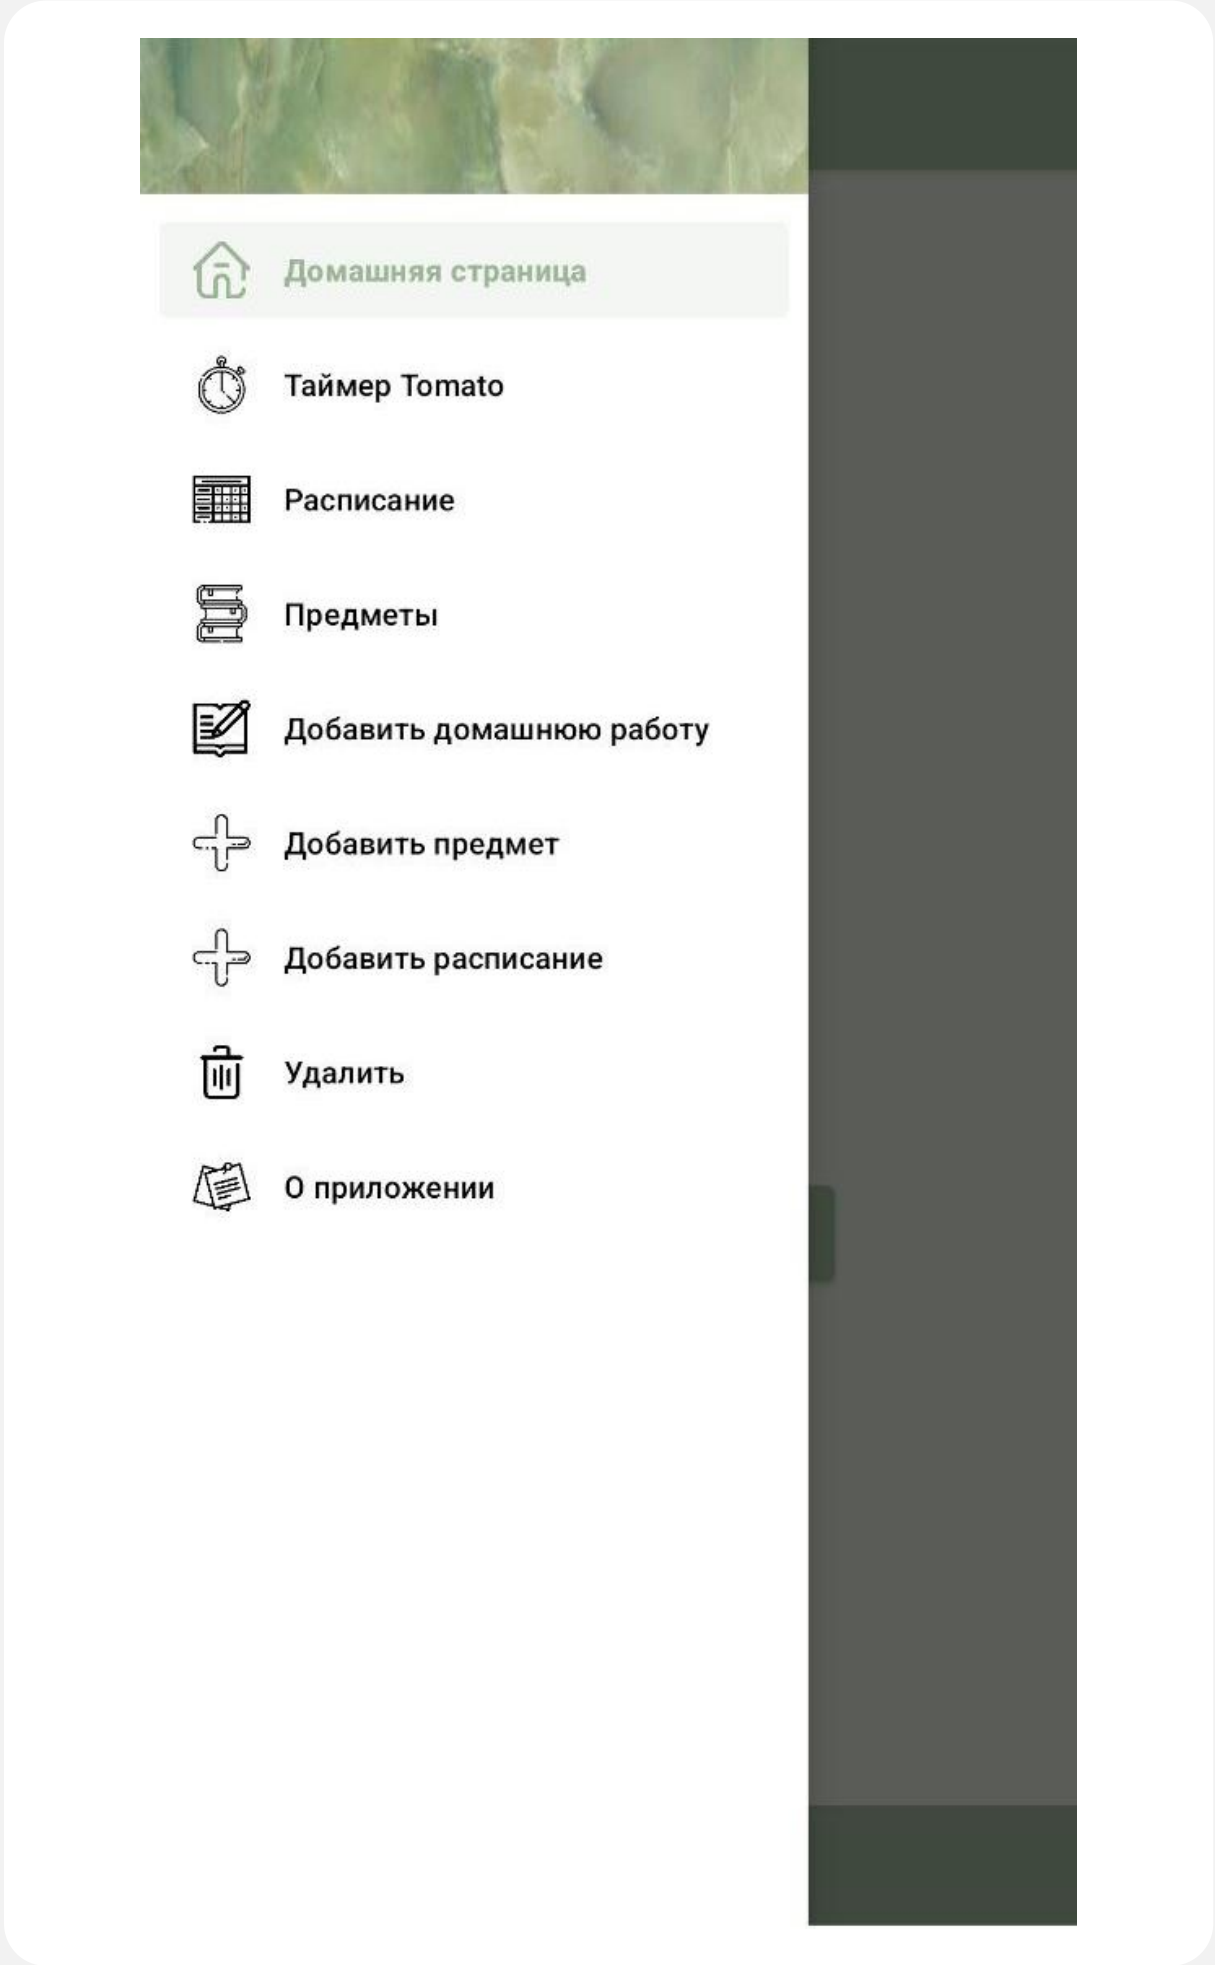 Домашняя страница
Таймер Tomato
Расписание
Предметы
Добавить домашнюю работу
Добавить предмет
Добавить расписание
Удалить
О приложении